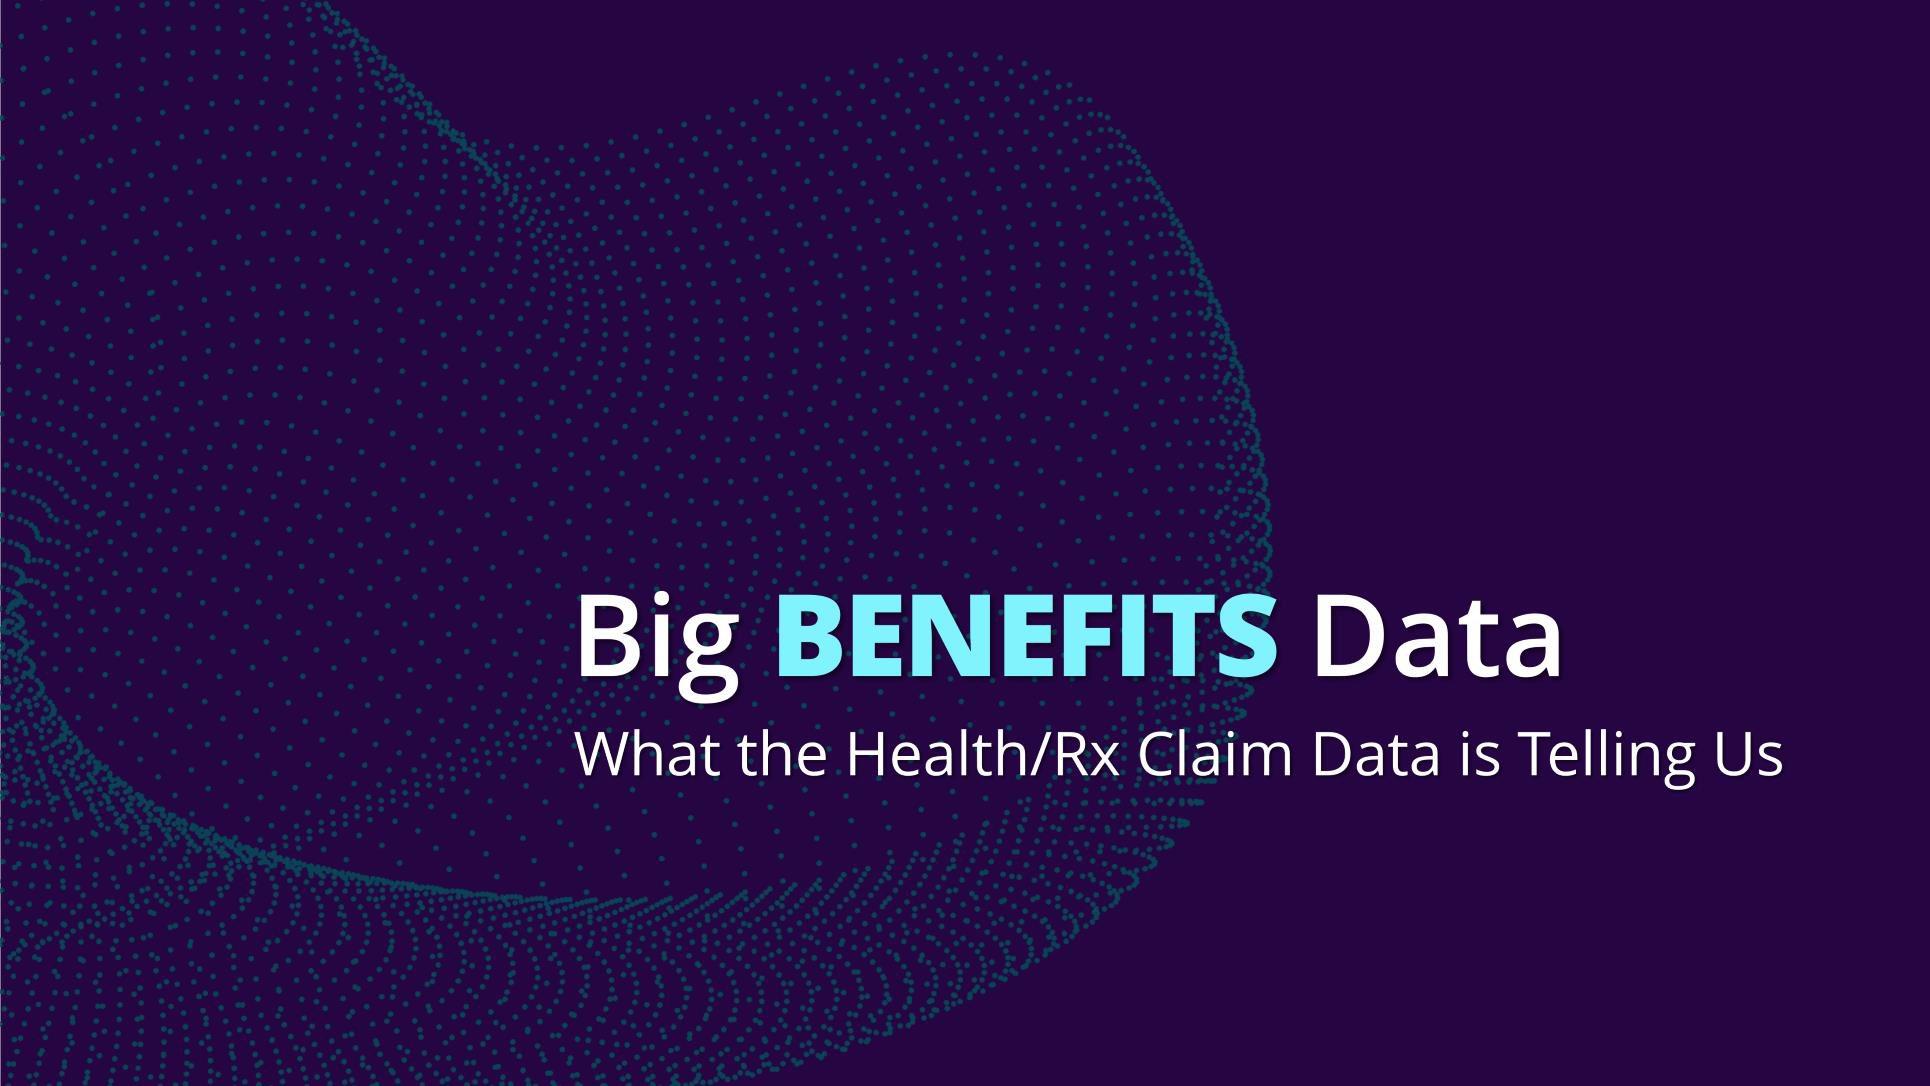 Big BENEFITS Data
What the Health/Rx Claim Data is Telling Us